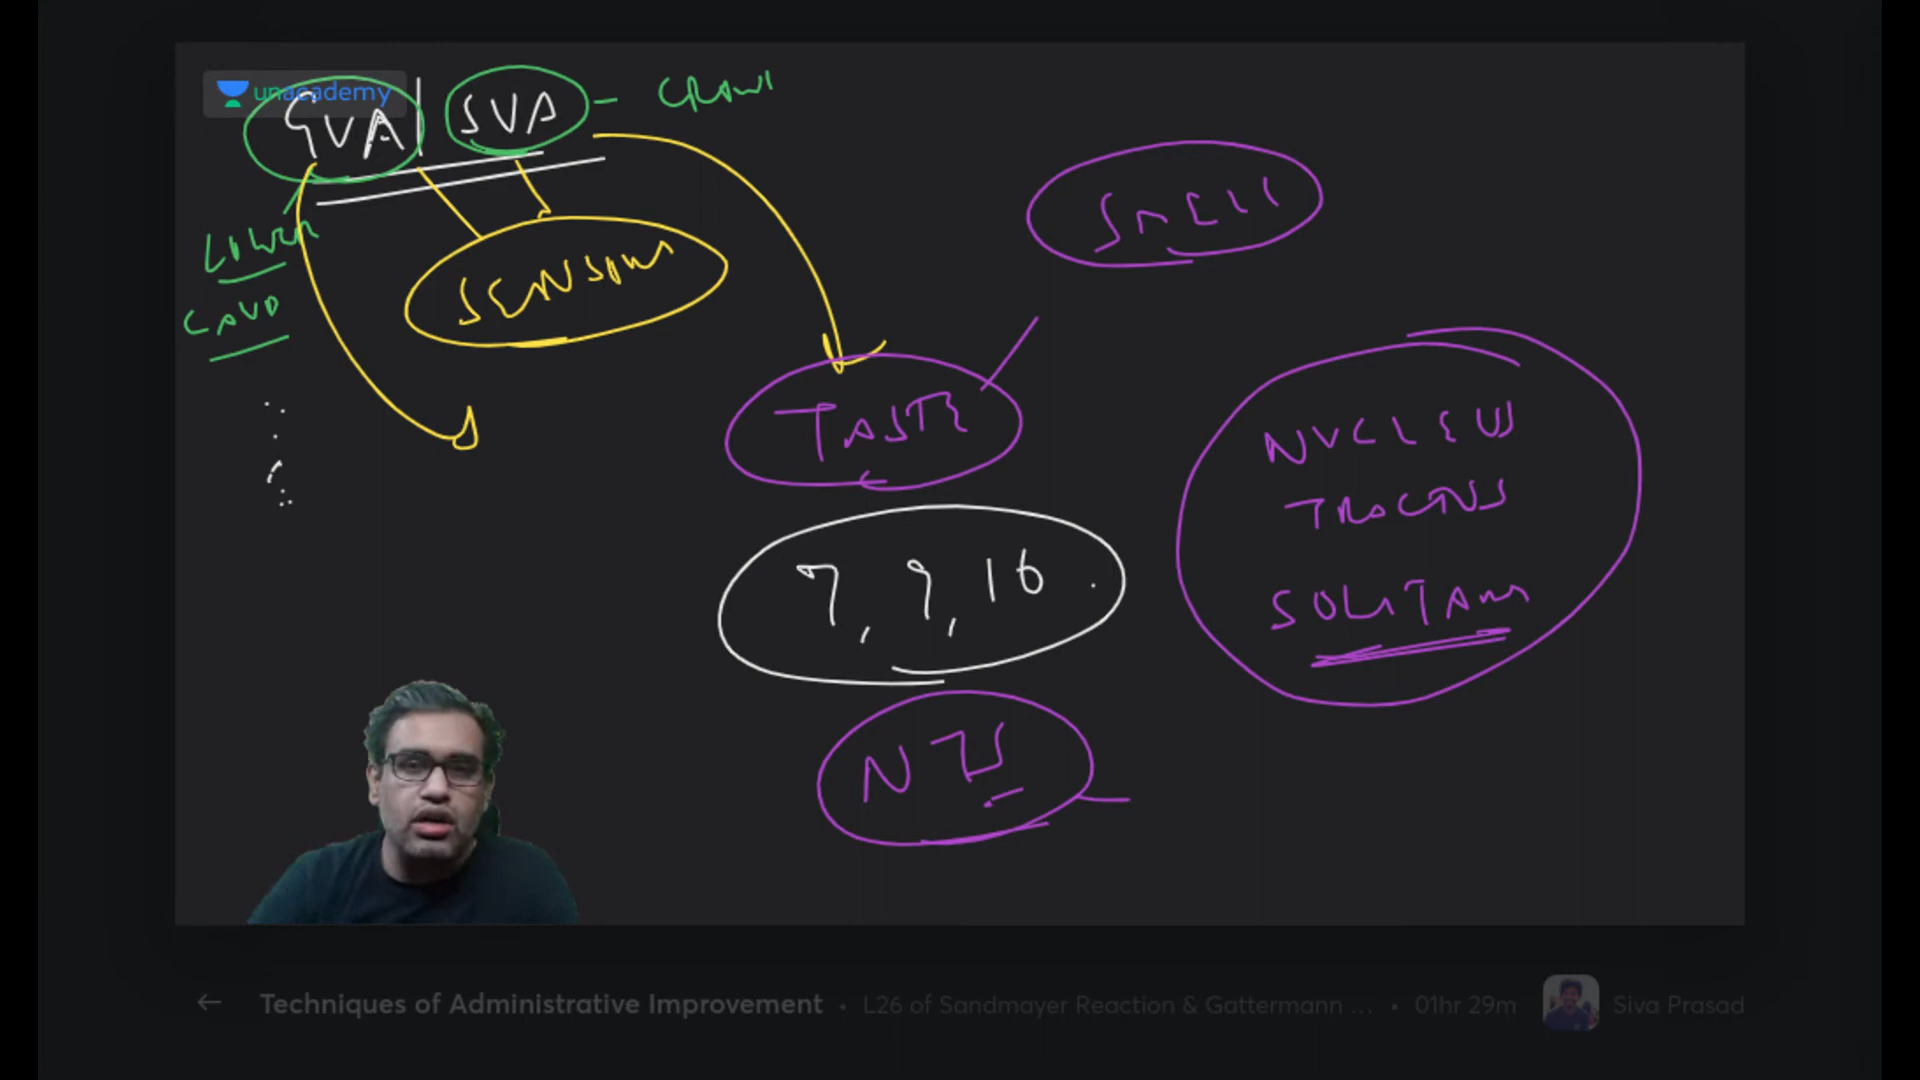 unacademy
GVA | SVA - CRANI
LOWER
CAUD
SENSORY
SMELL
TASTE
NUCLEUS
TRACTUS
SOLITARY
7, 9, 10
NTS
Techniques of Administrative Improvement • L26 of Sandmayer Reaction & Gattermann ... • 01hr 29m Siva Prasad